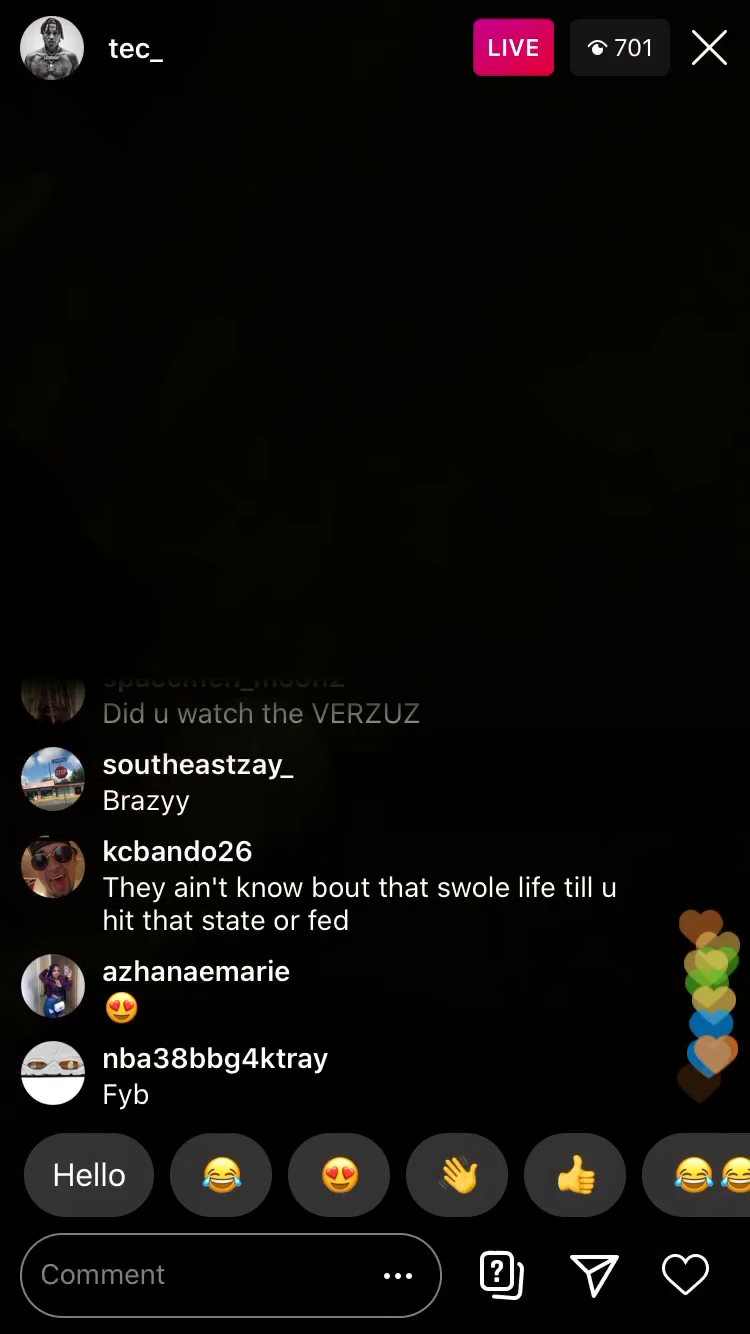 tec_
LIVE
701
Did u watch the VERZUZ
southeastzay_
Brazyy
kcbando26
They ain't know bout that swole life till u
hit that state or fed
azhanaemarie
😍
nba38bbg4ktray
Fyb
Hello
Comment